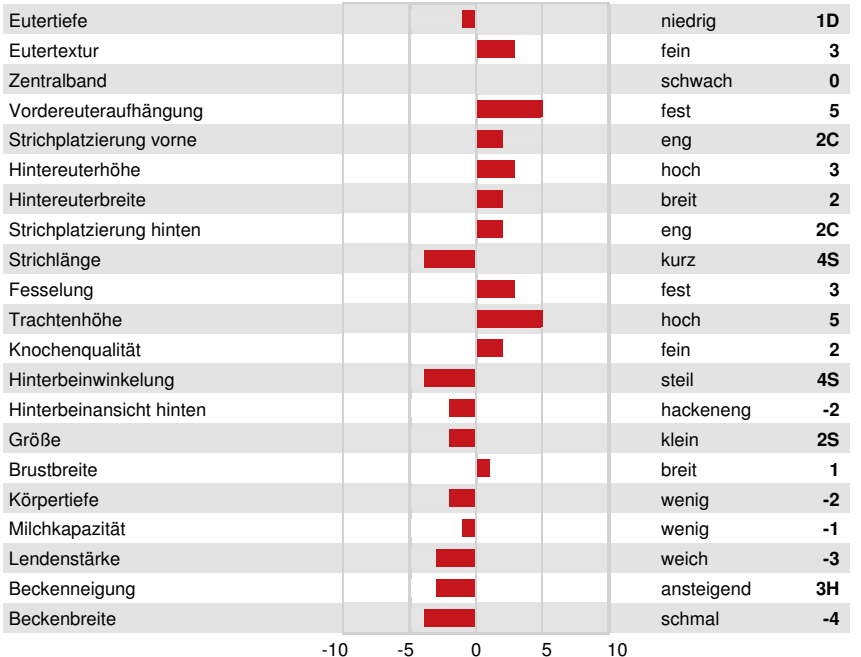 Eutertiefe niedrig 1D
Eutertextur fein 3
Zentralband schwach 0
Vordereuteraufhängung fest 5
Strichplatzierung vorne eng 2C
Hintereuterhöhe hoch 3
Hintereuterbreite breit 2
Strichplatzierung hinten eng 2C
Strichlänge kurz 4S
Fesselung fest 3
Trachtenhöhe hoch 5
Knochenqualität fein 2
Hinterbeinwinkelung steil 4S
Hinterbeinansicht hinten hackeneng -2
Größe klein 2S
Brustbreite breit 1
Körpertiefe wenig -2
Milchkapazität wenig -1
Lendenstärke weich -3
Beckenneigung ansteigend 3H
Beckenbreite schmal -4
-10 -5 0 5 10